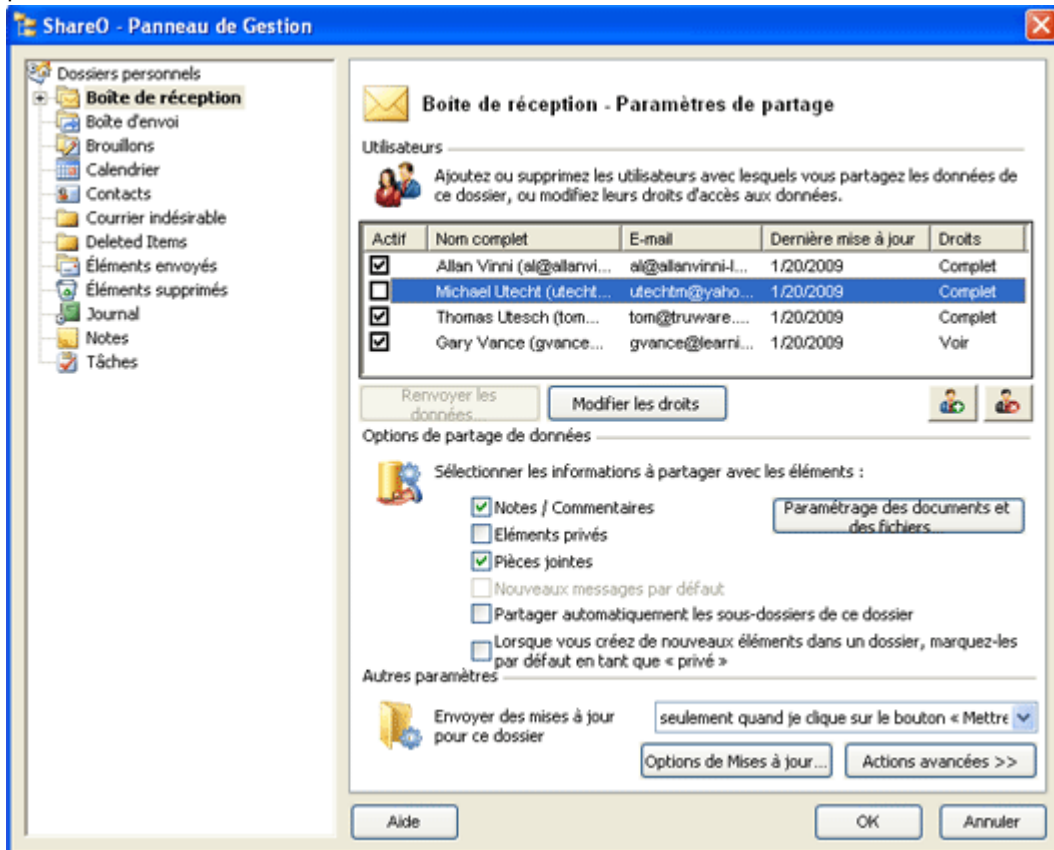 ShareO - Panneau de Gestion
Dossiers personnels
Boîte de réception
Boîte d'envoi
Brouillons
Calendrier
Contacts
Courrier indésirable
Deleted Items
Éléments envoyés
Éléments supprimés
Journal
Notes
Tâches
Boîte de réception - Paramètres de partage
Utilisateurs
Ajoutez ou supprimez les utilisateurs avec lesquels vous partagez les données de
ce dossier, ou modifiez leurs droits d'accès aux données.
Actif Nom complet E-mail Dernière mise à jour Droits
Allan Vinni (al@allanvi... al@allanvinni-l... 1/20/2009 Complet
Michael Utecht (utecht... utechtm@yaho... 1/20/2009 Complet
Thomas Utesch (tom... tom@truware.... 1/20/2009 Complet
Gary Vance (gvance... gvance@learni... 1/20/2009 Voir
Renvoyer les
données...
Modifier les droits
Options de partage de données
Sélectionner les informations à partager avec les éléments :
Notes / Commentaires
Eléments privés
Pièces jointes
Nouveaux messages par défaut
Partager automatiquement les sous-dossiers de ce dossier
Lorsque vous créez de nouveaux éléments dans un dossier, marquez-les
par défaut en tant que « privé »
Paramétrage des documents et
des fichiers...
Autres paramètres
Envoyer des mises à jour
pour ce dossier
seulement quand je clique sur le bouton « Mettre
Options de Mises à jour...
Actions avancées >>
Aide
OK
Annuler